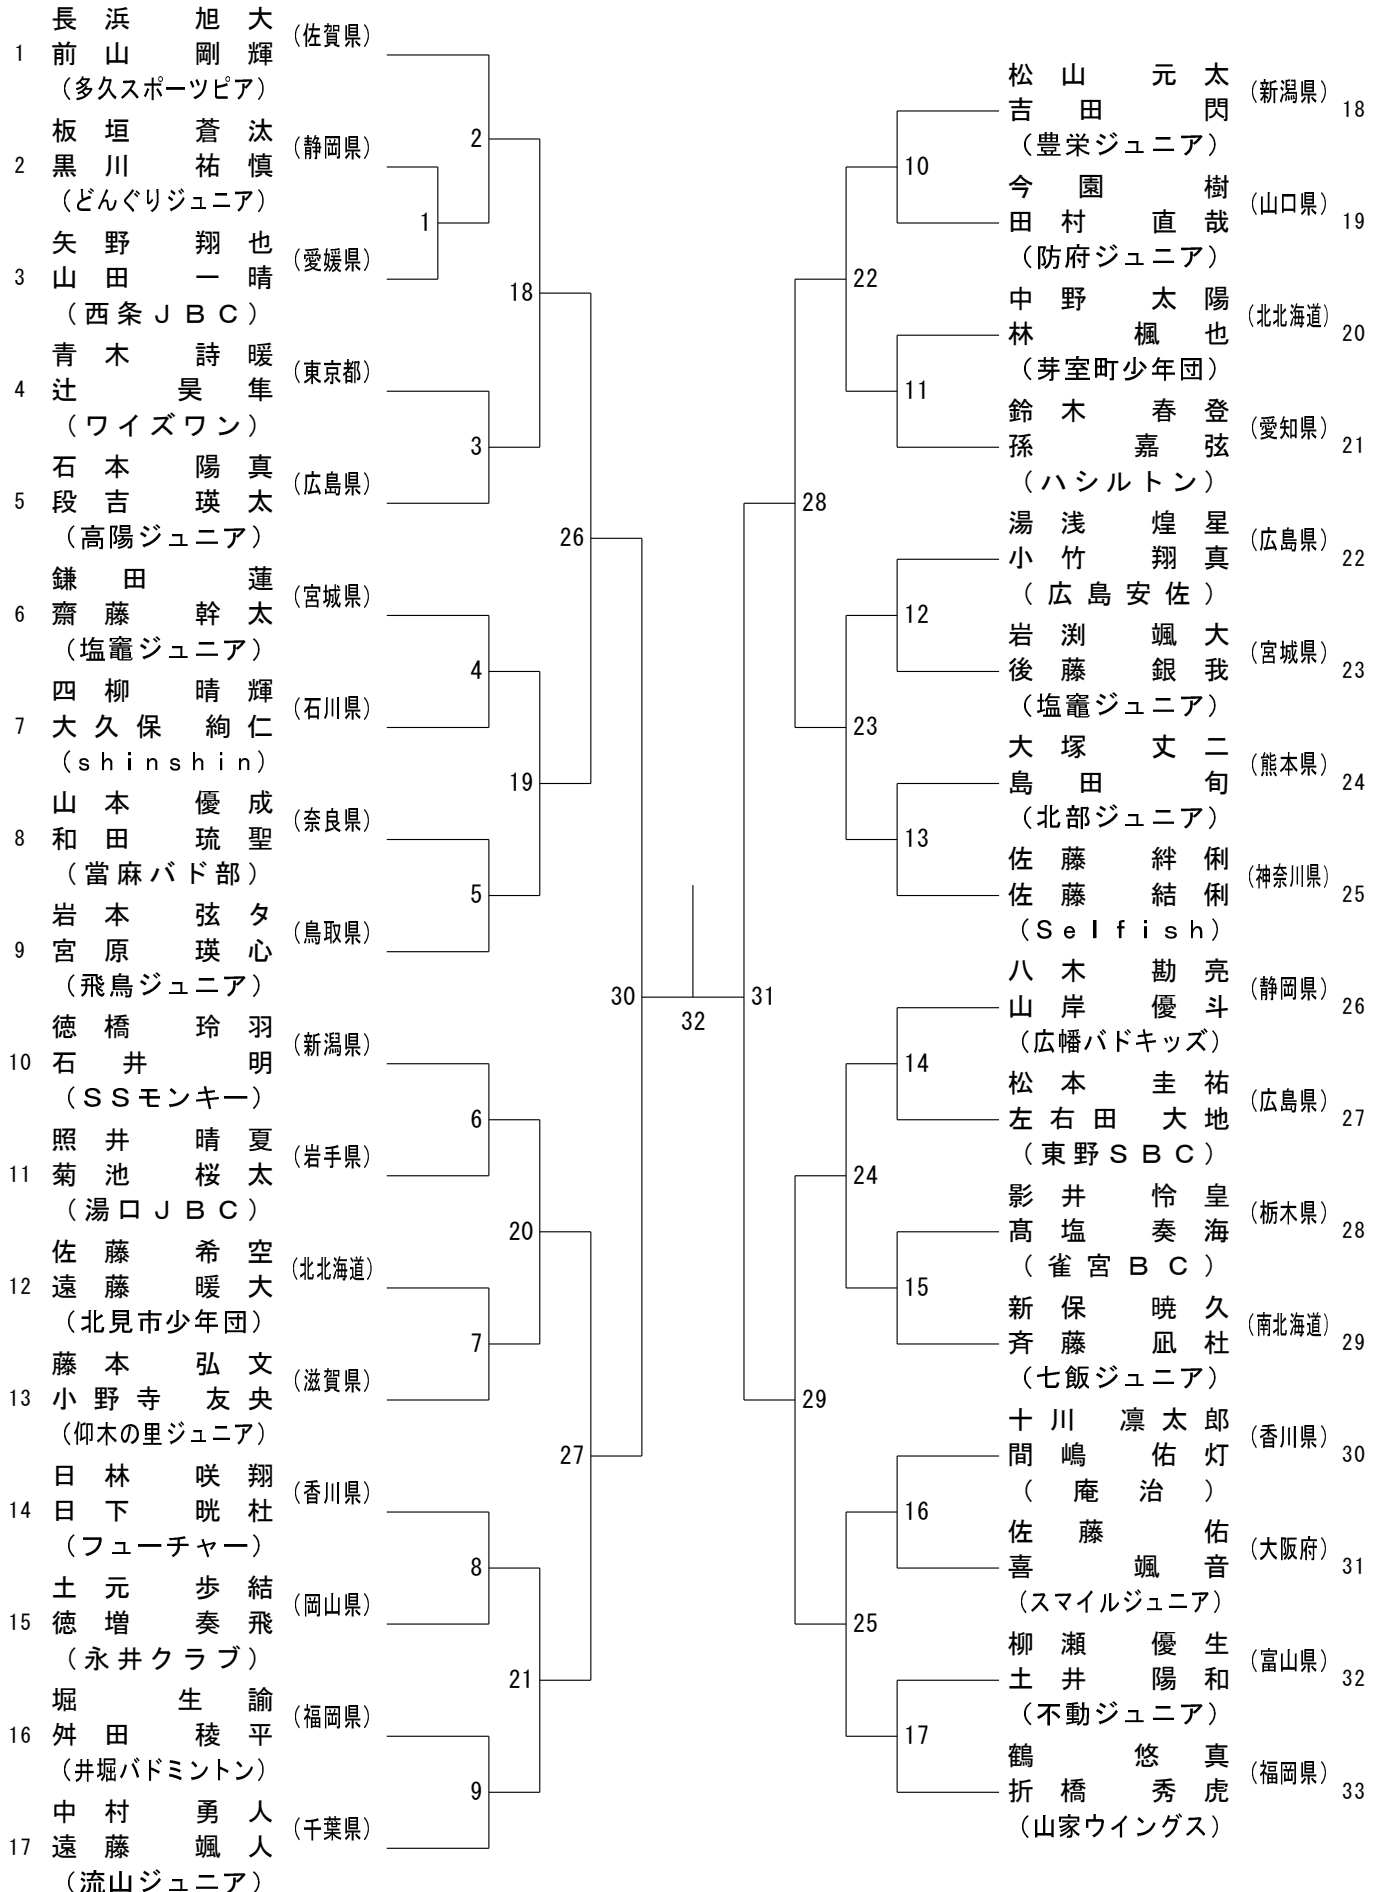 長浜 旭大
1 前山 剛輝 (佐賀県)
(多久スポーツピア)
板垣 蒼汰
2 黒川 祐慎 (静岡県)
(どんぐりジュニア)
矢野 翔也
3 山田 一晴 (愛媛県)
(西条JBC)
青木 詩暖
4 辻 昊隼 (東京都)
(ワイズワン)
石本 陽真
5 段吉 瑛太 (広島県)
(高陽ジュニア)
鎌田 蓮
6 齋藤 幹太 (宮城県)
(塩竈ジュニア)
四柳 晴輝
7 大久保 絢仁 (石川県)
(shinshin)
山本 優成
8 和田 琉聖 (奈良県)
(當麻バド部)
岩本 弦タ
9 宮原 瑛心 (鳥取県)
(飛鳥ジュニア)
徳橋 玲羽
10 石井 明 (新潟県)
(SSモンキー)
照井 晴夏
11 菊池 桜太 (岩手県)
(湯口JBC)
佐藤 希空
12 遠藤 暖大 (北北海道)
(北見市少年団)
藤本 弘文
13 小野寺 友央 (滋賀県)
(仰木の里ジュニア)
日林 咲翔
14 日下 晄杜 (香川県)
(フューチャー)
土元 歩結
15 徳増 奏飛 (岡山県)
(永井クラブ)
堀 生諭
16 舛田 稜平 (福岡県)
(井堀バドミントン)
中村 勇人
17 遠藤 颯人 (千葉県)
(流山ジュニア)
2
1
18
3
26
4
19
5
30
6
20
7
27
8
21
9
32
31
10
22
11
28
12
23
13
14
24
15
29
16
25
17
松山 元太
吉田 閃 (新潟県) 18
(豊栄ジュニア)
今園 樹
田村 直哉 (山口県) 19
(防府ジュニア)
中野 太陽
林 楓也 (北北海道) 20
(芽室町少年団)
鈴木 春登
孫 嘉弦 (愛知県) 21
(ハシルトン)
湯浅 煌星
小竹 翔真 (広島県) 22
(広島安佐)
岩渕 颯大
後藤 銀我 (宮城県) 23
(塩竈ジュニア)
大塚 丈二
島田 旬 (熊本県) 24
(北部ジュニア)
佐藤 絆俐
佐藤 結俐 (神奈川県) 25
(Selfish)
八木 勘亮
山岸 優斗 (静岡県) 26
(広幡バドキッズ)
松本 圭祐
左右田 大地 (広島県) 27
(東野SBC)
影井 怜皇
髙塩 奏海 (栃木県) 28
(雀宮BC)
新保 暁久
斉藤 凪杜 (南北海道) 29
(七飯ジュニア)
十川 凛太郎
間嶋 佑灯 (香川県) 30
(庵治)
佐藤 佑
喜 颯音 (大阪府) 31
(スマイルジュニア)
柳瀬 優生
土井 陽和 (富山県) 32
(不動ジュニア)
鶴 悠真
折橋 秀虎 (福岡県) 33
(山家ウイングス)